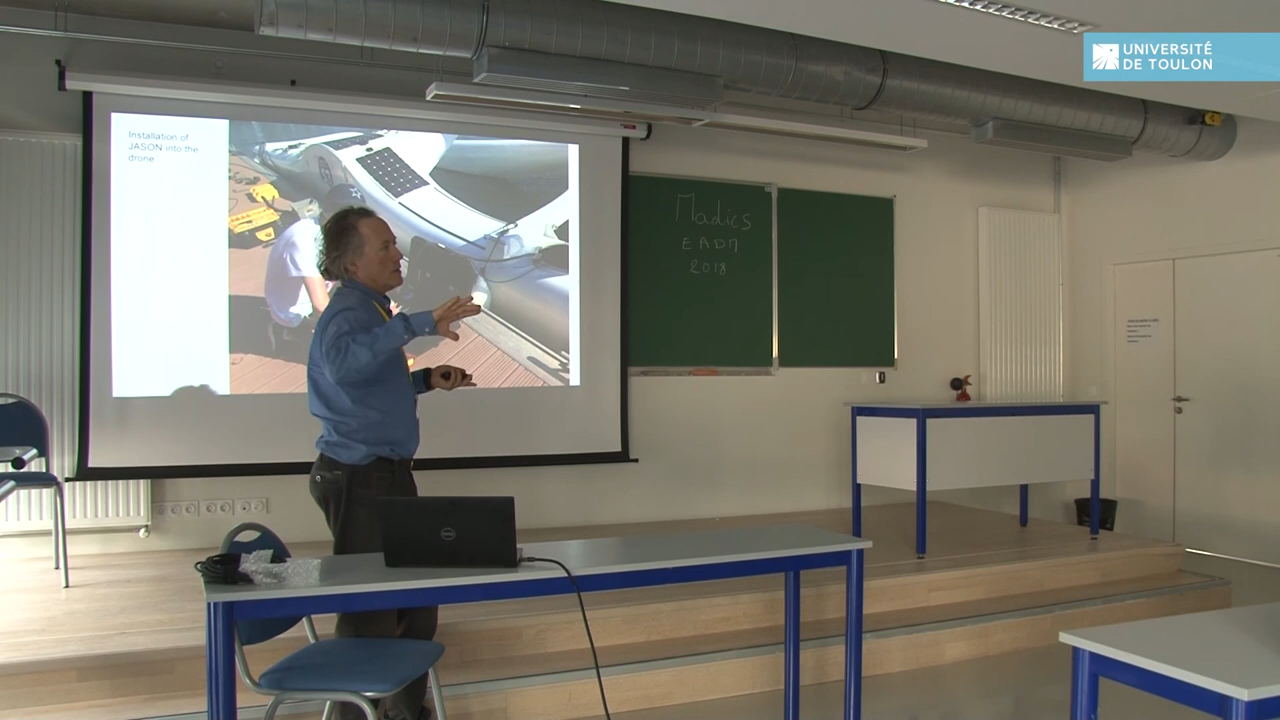 UNIVERSITÉ
DE TOULON
Installation of
JASON into the
drone
Madics
EADM
2018
DELL